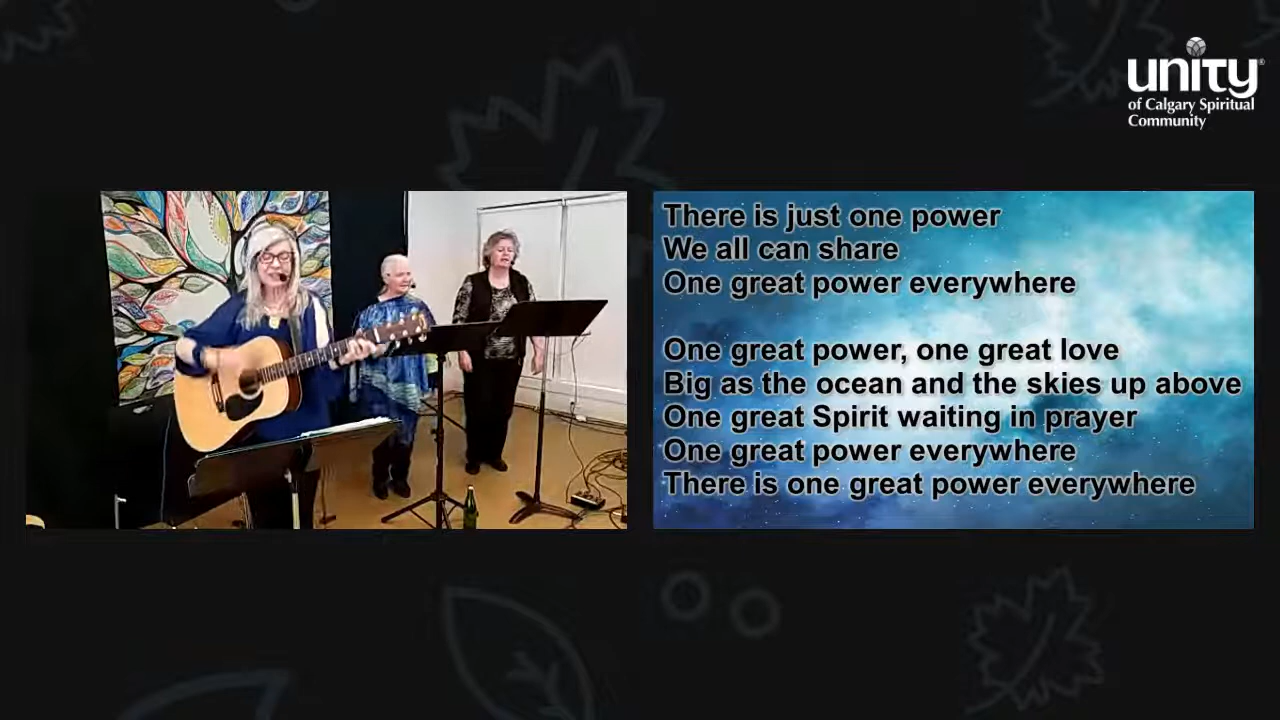 unity®
of Calgary Spiritual
Community
There is just one power
We all can share
One great power everywhere
One great power, one great love
Big as the ocean and the skies up above
One great Spirit waiting in prayer
One great power everywhere
There is one great power everywhere